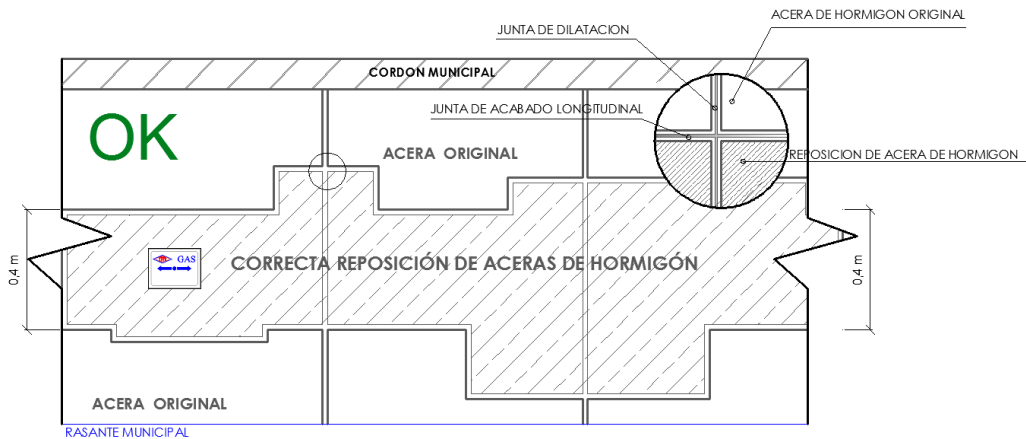 ACERA DE HORMIGON ORIGINAL
JUNTA DE DILATACION
CORDON MUNICIPAL
JUNTA DE ACABADO LONGITUDINAL
OK
ACERA ORIGINAL
REPOSICION DE ACERA DE HORMIGON
0,4 m
GAS
CORRECTA REPOSICIÓN DE ACERAS DE HORMIGÓN
0,4 m
ACERA ORIGINAL
RASANTE MUNICIPAL